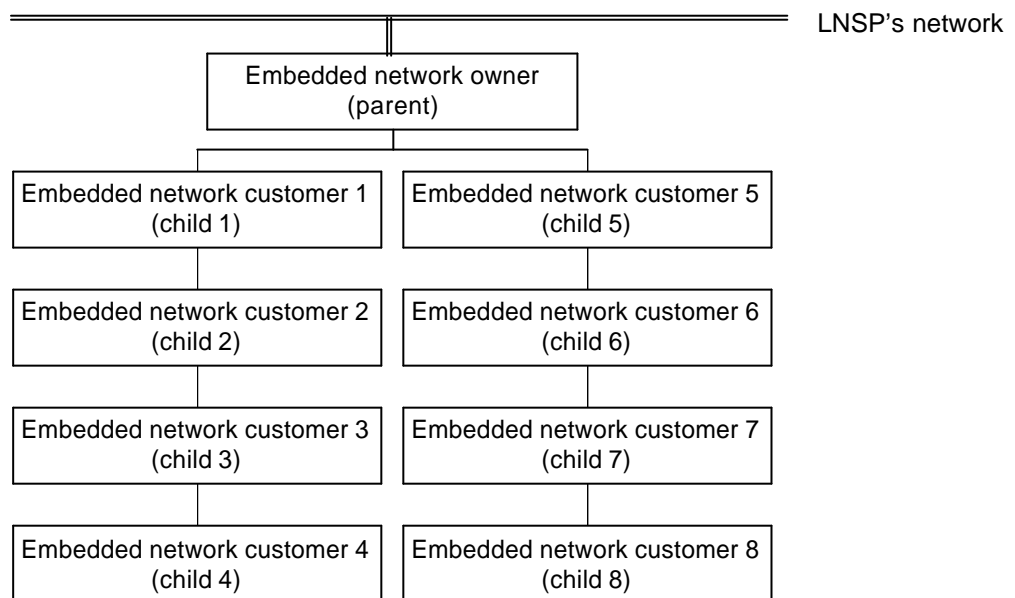 LNSP's network
Embedded network owner
(parent)
Embedded network customer 1
(child 1)
Embedded network customer 5
(child 5)
Embedded network customer 2
(child 2)
Embedded network customer 6
(child 6)
Embedded network customer 3
(child 3)
Embedded network customer 7
(child 7)
Embedded network customer 4
(child 4)
Embedded network customer 8
(child 8)